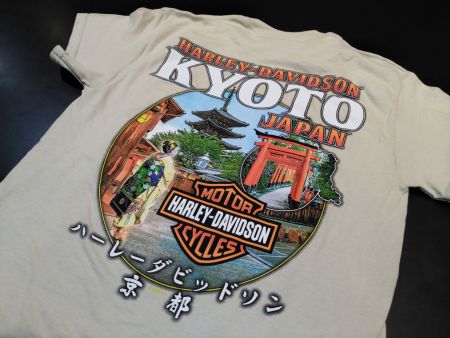 HARLEY-DAVIDSON
KYOTO
JAPAN
MOTOR
HARLEY-DAVIDSON
CYCLES
ハーレーダビッドソン
京都